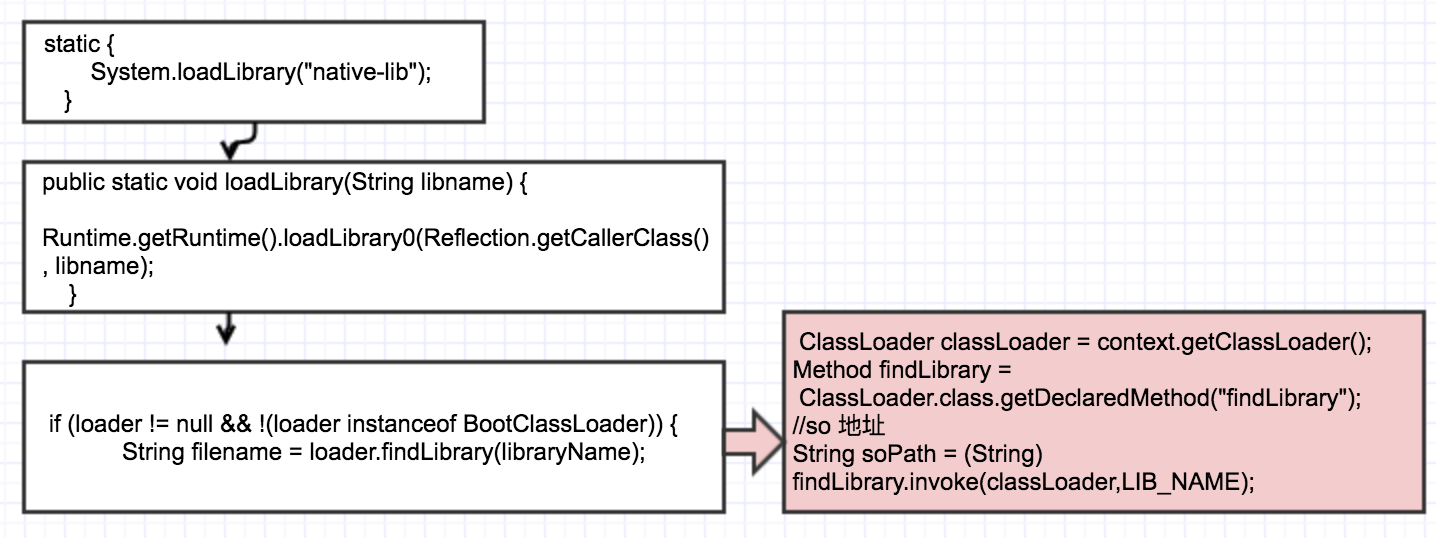 static {
System.loadLibrary("native-lib");
}
public static void loadLibrary(String libname) {
Runtime.getRuntime().loadLibrary0(Reflection.getCallerClass()
, libname);
}
if (loader != null && !(loader instanceof BootClassLoader)) {
String filename = loader.findLibrary(libraryName);
ClassLoader classLoader = context.getClassLoader();
Method findLibrary =
ClassLoader.class.getDeclaredMethod("findLibrary");
//so 地址
String soPath = (String)
findLibrary.invoke(classLoader,LIB_NAME);